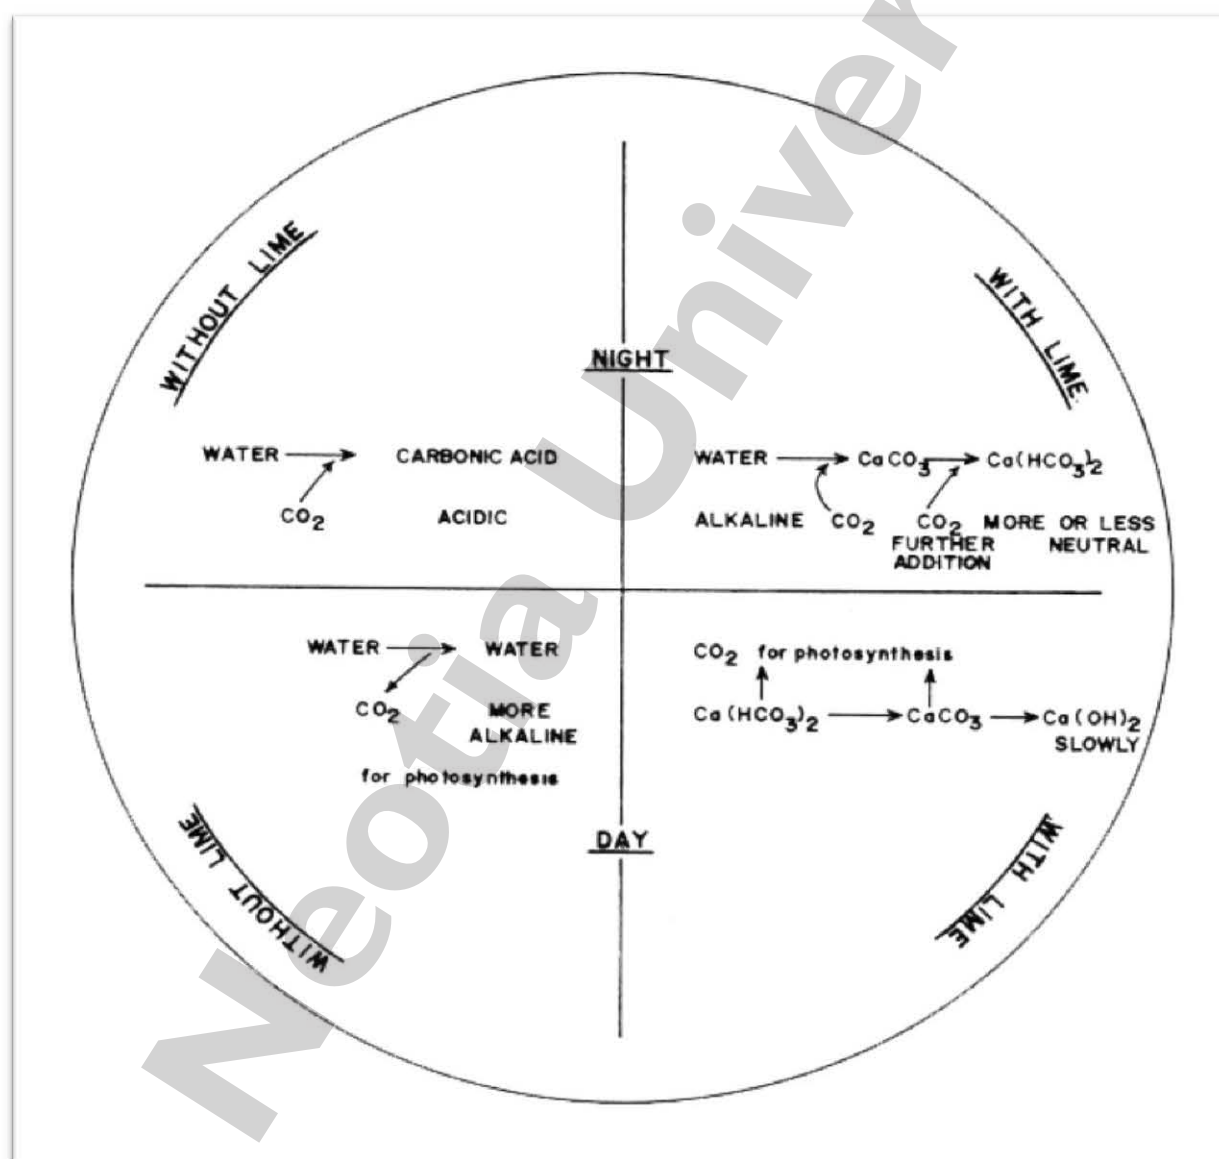 WITHOUT LIME
WITH LIME
NIGHT
WATER → CARBONIC ACID
CO2 ACIDIC
WATER → CaCO3 → Ca(HCO3)2
ALKALINE CO2 CO2 MORE OR LESS
FURTHER NEUTRAL
ADDITION
WATER → WATER
CO2 MORE
ALKALINE
for photosynthesis
CO2 for photosynthesis
Ca(HCO3)2 → CaCO3 → Ca(OH)2
SLOWLY
DAY
WITHOUT LIME
WITH LIME
Neotia Univer